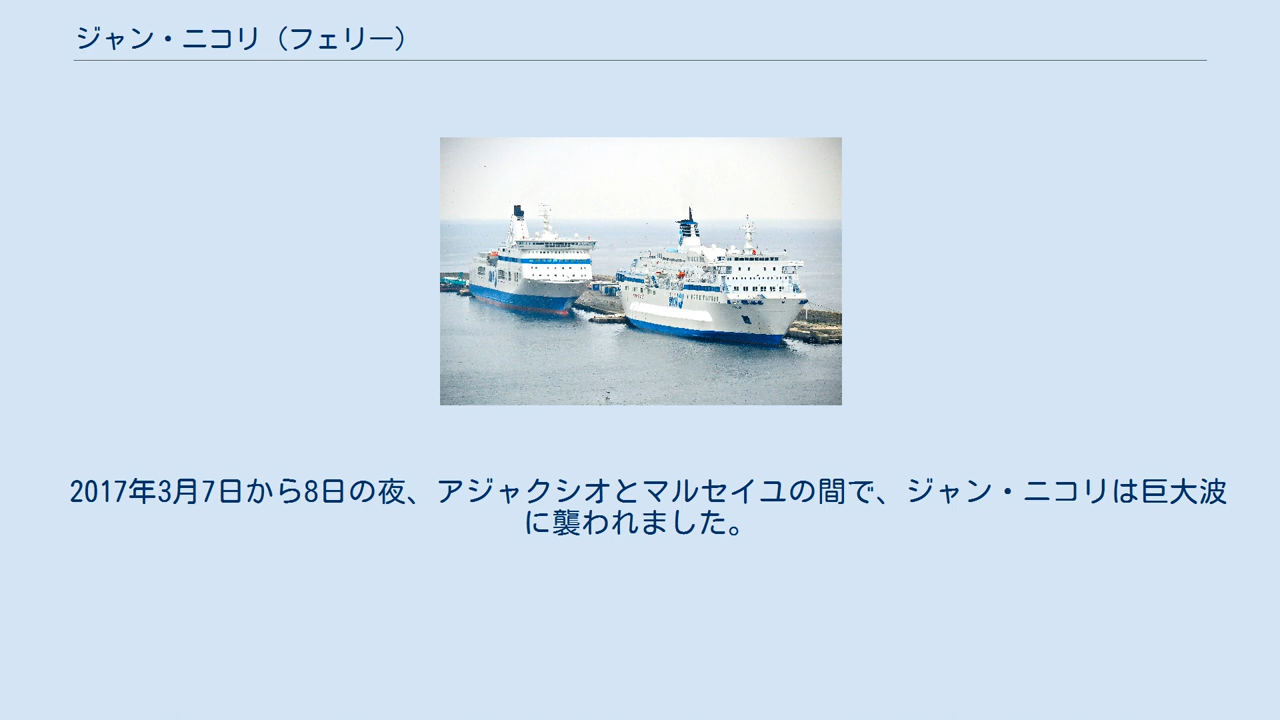 ジャン・ニコリ（フェリー）
2017年3月7日から8日の夜、アジャクシオとマルセイユの間で、ジャン・ニコリは巨大波
に襲われました。